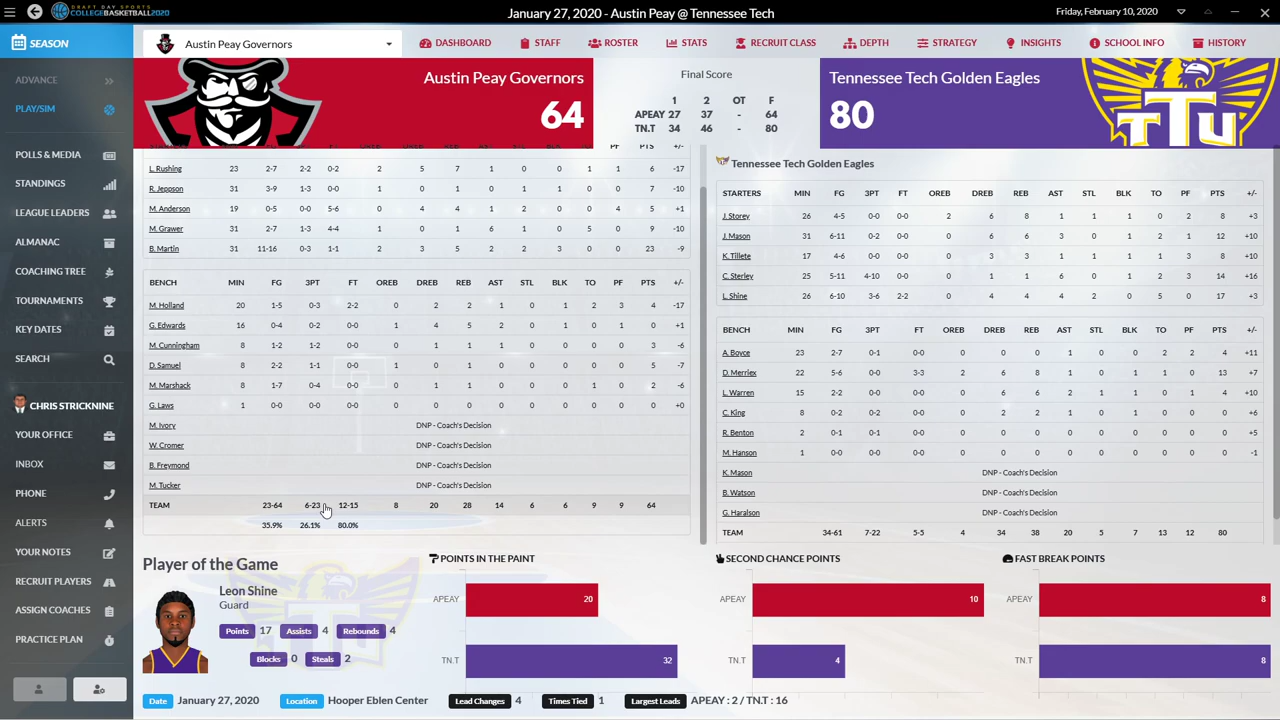 DRAFT DAY SPORTS
COLLEGEBASKETBALL2020
January 27, 2020 - Austin Peay @ Tennessee Tech
Friday, February 10, 2020
SEASON
Austin Peay Governors
DASHBOARD STAFF ROSTER STATS RECRUIT CLASS DEPTH STRATEGY INSIGHTS SCHOOL INFO HISTORY
ADVANCE
PLAY/SIM
POLLS & MEDIA
STANDINGS
LEAGUE LEADERS
ALMANAC
COACHING TREE
TOURNAMENTS
KEY DATES
SEARCH
CHRIS STRICKNINE
YOUR OFFICE
INBOX
PHONE
ALERTS
YOUR NOTES
RECRUIT PLAYERS
ASSIGN COACHES
PRACTICE PLAN
Austin Peay Governors
64
Final Score
1 2 OT F
APEAY 27 37 - 64
TN.T 34 46 - 80
Tennessee Tech Golden Eagles
80
TTU
L. Rushing 23 2-7 2-2 0-2 2 5 7 1 0 0 1 1 6 -17
R. Jeppson 31 3-9 1-3 0-0 1 0 1 0 1 1 0 0 7 -10
M. Anderson 19 0-5 0-0 5-6 0 4 4 1 2 0 0 4 5 +1
M. Grawer 31 2-7 1-3 4-4 1 0 1 6 1 0 5 0 9 -10
B. Martin 31 11-16 0-3 1-1 2 3 5 2 2 3 0 0 23 -9
BENCH MIN FG 3PT FT OREB DREB REB AST STL BLK TO PF PTS +/-
M. Holland 20 1-5 0-3 2-2 0 2 2 1 0 1 2 3 4 -17
G. Edwards 16 0-4 0-2 0-0 1 4 5 2 0 1 0 1 0 +1
M. Cunningham 8 1-2 1-2 0-0 0 1 1 1 0 0 0 0 3 -6
D. Samuel 8 2-2 1-1 0-0 1 0 1 0 0 0 0 0 5 -7
M. Marshack 8 1-7 0-4 0-0 0 1 1 0 0 0 1 0 2 -6
G. Laws 1 0-0 0-0 0-0 0 0 0 0 0 0 0 0 0 +0
M. Ivory DNP - Coach's Decision
W. Cromer DNP - Coach's Decision
B. Freymond DNP - Coach's Decision
M. Tucker DNP - Coach's Decision
TEAM 23-64 6-23 12-15 8 20 28 14 6 6 9 9 64
35.9% 26.1% 80.0%
Tennessee Tech Golden Eagles
STARTERS MIN FG 3PT FT OREB DREB REB AST STL BLK TO PF PTS +/-
J. Storey 26 4-5 0-0 0-0 2 6 8 1 1 1 0 2 8 +3
J. Mason 31 6-11 0-2 0-0 0 6 6 3 0 1 2 1 12 +10
K. Tillete 17 4-6 0-0 0-0 0 3 3 1 0 1 1 3 8 +10
C. Sterley 25 5-11 4-10 0-0 0 1 1 6 0 1 2 3 14 +16
L. Shine 26 6-10 3-6 2-2 0 4 4 4 2 0 5 0 17 +3
BENCH MIN FG 3PT FT OREB DREB REB AST STL BLK TO PF PTS +/-
A. Boyce 23 2-7 0-1 0-0 0 0 0 1 0 0 2 2 4 +11
D. Merriex 22 5-6 0-0 3-3 2 6 8 1 0 1 1 0 13 +7
L. Warren 15 2-2 0-0 0-0 0 6 6 2 1 1 0 1 4 +10
C. King 8 0-2 0-2 0-0 0 2 2 1 0 1 0 0 0 +6
R. Benton 2 0-1 0-1 0-0 0 0 0 0 0 0 0 0 0 +5
M. Hanson 1 0-0 0-0 0-0 0 0 0 0 0 0 0 0 0 -1
K. Mason DNP - Coach's Decision
B. Watson DNP - Coach's Decision
G. Haralson DNP - Coach's Decision
TEAM 34-61 7-22 5-5 4 34 38 20 5 7 13 12 80
Player of the Game
Leon Shine
Guard
Points 17 Assists 4 Rebounds 4
Blocks 0 Steals 2
POINTS IN THE PAINT
APEAY 20
TN.T 32
SECOND CHANCE POINTS
APEAY 10
TN.T 4
FAST BREAK POINTS
APEAY 8
TN.T 8
Date January 27, 2020 Location Hooper Eblen Center Lead Changes 4 Times Tied 1 Largest Leads APEAY : 2 / TN.T : 16